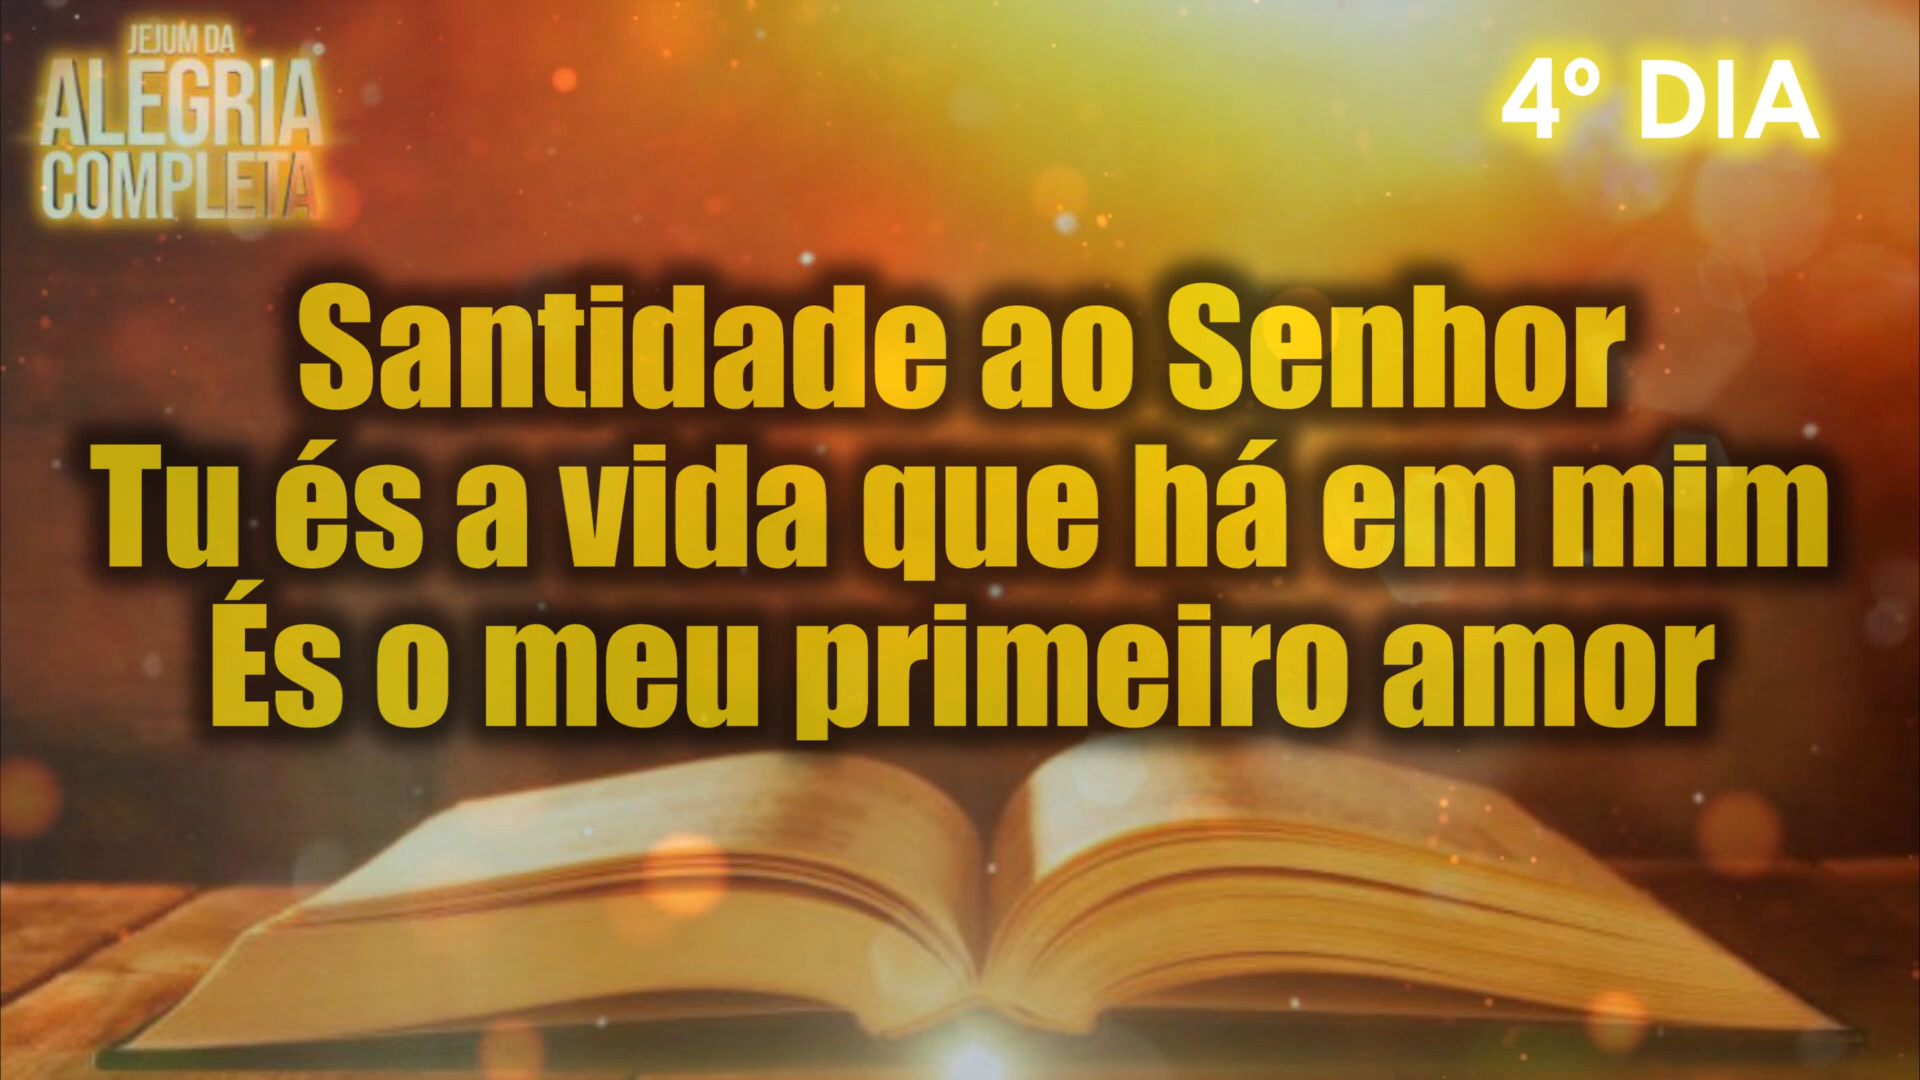 JEJUM DA
ALEGRIA
COMPLETA
4º DIA
Santidade ao Senhor
Tu és a vida que há em mim
És o meu primeiro amor